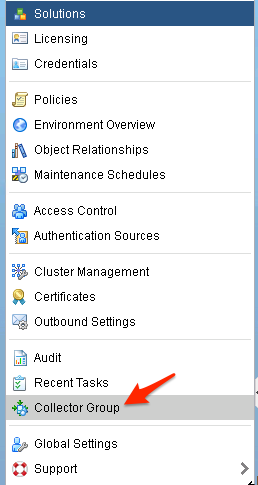 Solutions
Licensing
Credentials
Policies
Environment Overview
Object Relationships
Maintenance Schedules
Access Control
Authentication Sources
Cluster Management
Certificates
Outbound Settings
Audit
Recent Tasks
Collector Group
Global Settings
Support